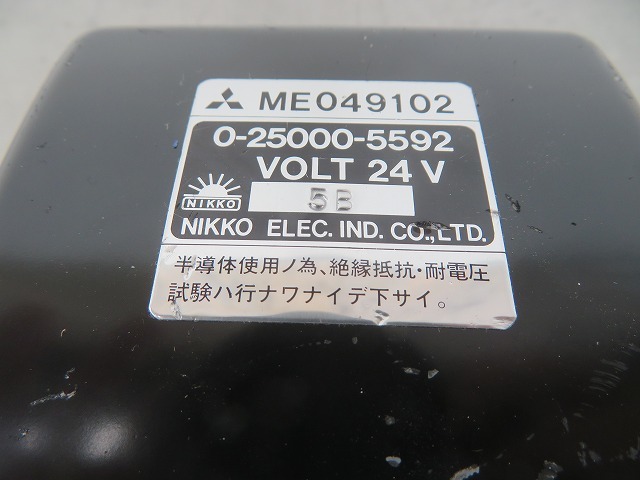 ME049102
0-25000-5592
VOLT 24 V
NIKKO
5B
NIKKO ELEC. IND. CO.,LTD.
半導体使用ノ為、絶縁抵抗・耐電圧
試験ハ行ナワナイデ下サイ。